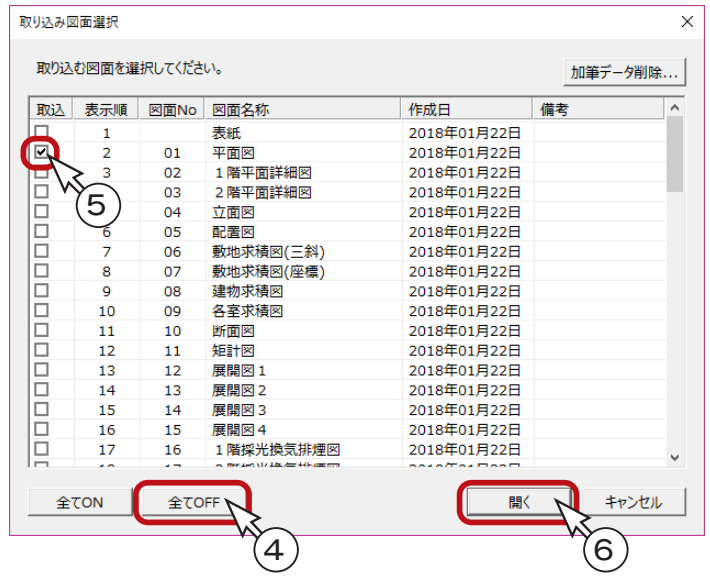 取り込み図面選択
取り込む図面を選択してください。
加筆データ削除...
取込 表示順 図面No 図面名称 作成日 備考
1 表紙 2018年01月22日
2 01 平面図 2018年01月22日
3 02 1階平面詳細図 2018年01月22日
03 2階平面詳細図 2018年01月22日
04 立面図 2018年01月22日
6 05 配置図 2018年01月22日
7 06 敷地求積図(三斜) 2018年01月22日
8 07 敷地求積図(座標) 2018年01月22日
9 08 建物求積図 2018年01月22日
10 09 各室求積図 2018年01月22日
11 10 断面図 2018年01月22日
12 11 矩計図 2018年01月22日
13 12 展開図1 2018年01月22日
14 13 展開図2 2018年01月22日
15 14 展開図3 2018年01月22日
16 15 展開図4 2018年01月22日
17 16 1階採光換気排煙図 2018年01月22日
全てON 全てOFF 開く キャンセル
5
4
6